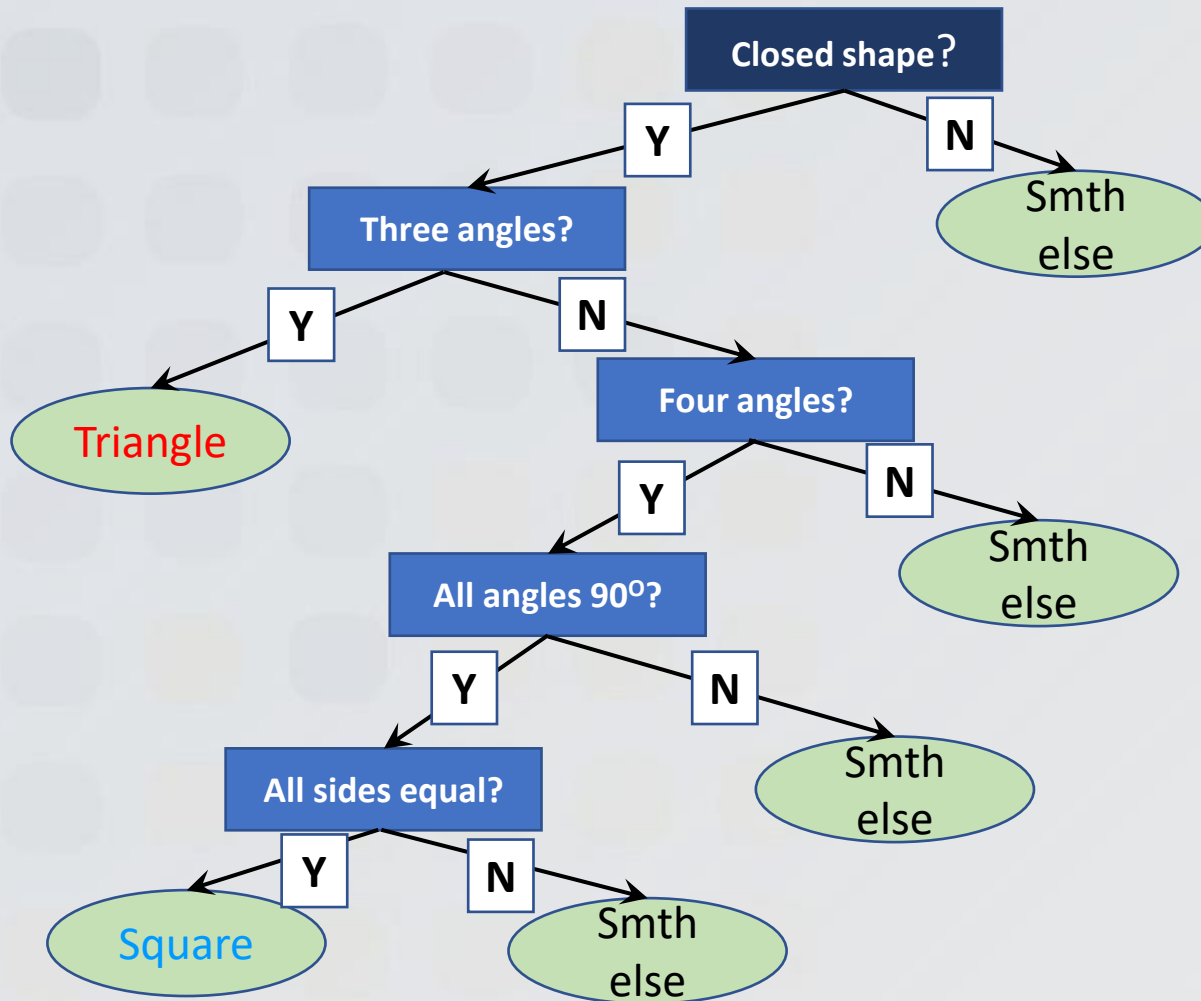 Closed shape?
Y
N
Smth
else
Three angles?
Y
N
Triangle
Four angles?
Y
N
Smth
else
All angles 90º?
Y
N
Smth
else
All sides equal?
Y
N
Square
Smth
else